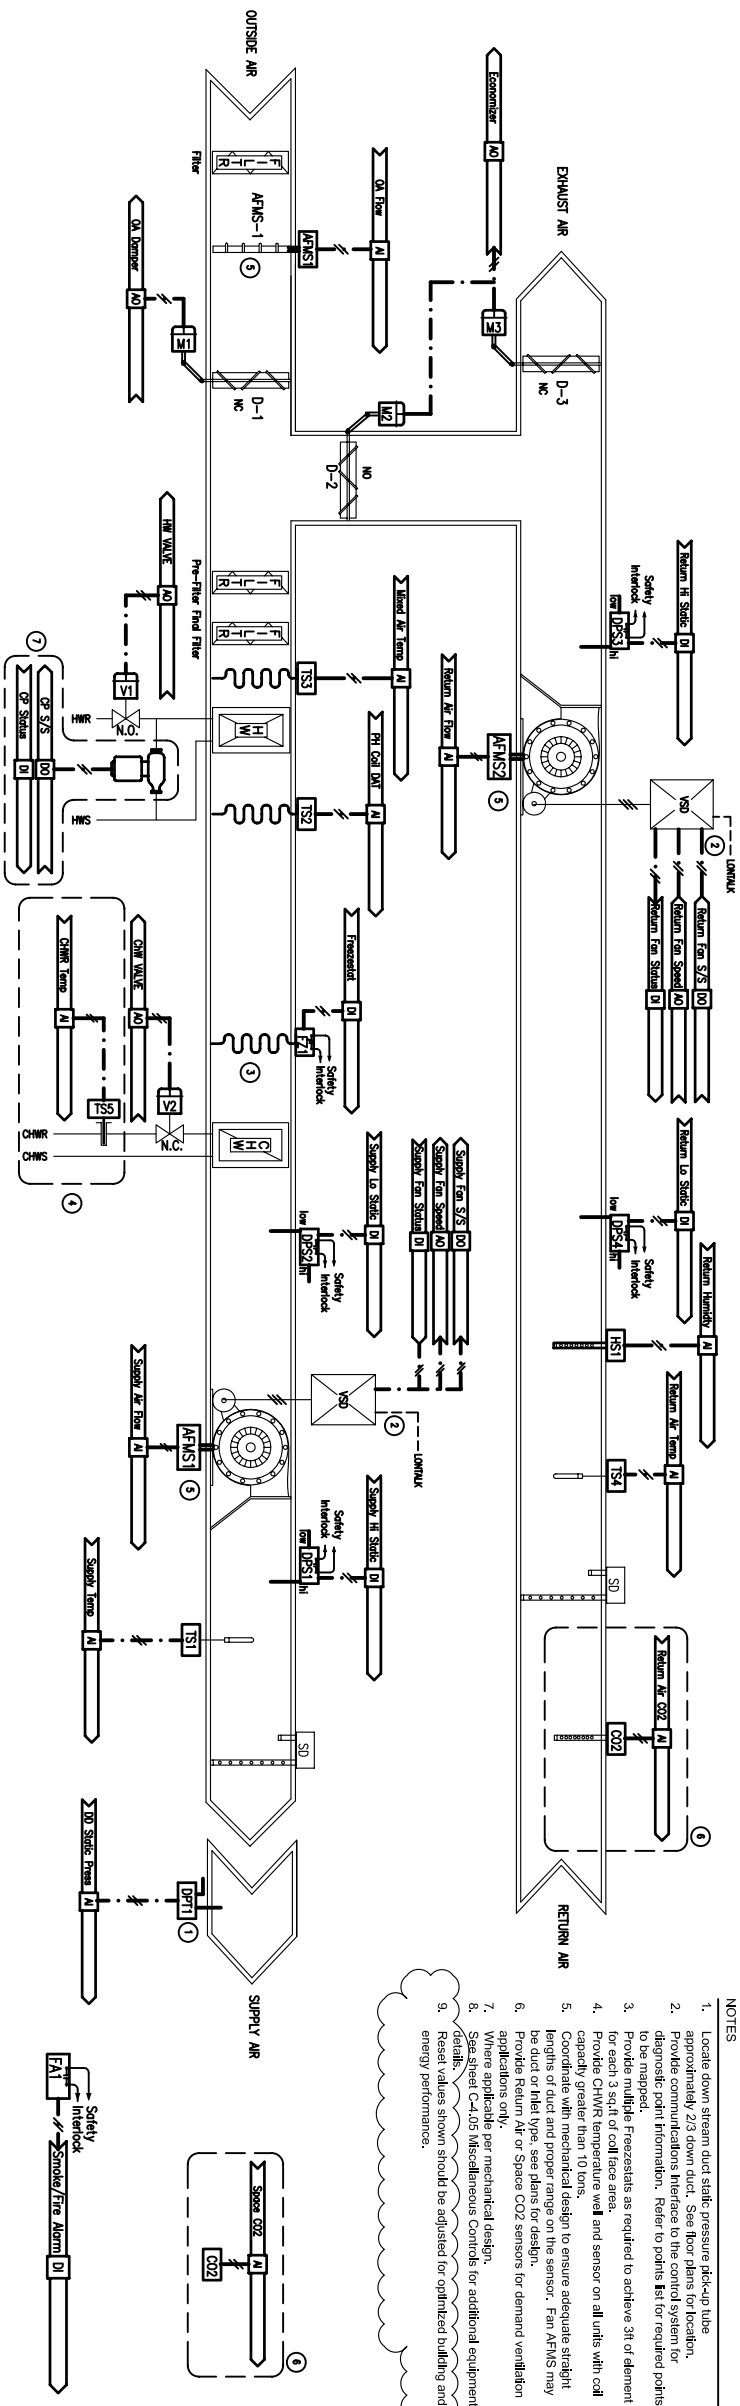 OUTSIDE AIR
EXHAUST AIR
Economizer
AO
OA Flow
AI
Filter
FILTR
AFMS-1
AFMS1
5
OA Damper
AO
M1
D-1
NC
M2
D-2
NO
M3
D-3
NC
HW VALVE
AO
V1
N.O.
HWR
HWS
7
CP S/S
DO
CP Status
DI
Pre-Filter Final Filter
FILTR
FILTR
TS3
Mixed Air Temp
AI
HW
TS2
PH Coil DAT
AI
Return Air Flow
AI
AFMS2
5
Return Hi Static
DI
Safety
Interlock
low
DPS3
hi
VSD
2
LONTALK
Return Fan S/S
DO
Return Fan Speed
AO
Return Fan Status
DI
Freezestat
DI
FZ1
Safety
Interlock
3
ChW VALVE
AO
V2
N.C.
CHWR Temp
AI
TS5
CHWR
CHWS
4
CHW
Supply Lo Static
DI
low
DPS2
hi
Safety
Interlock
Supply Fan S/S
DO
Supply Fan Speed
AO
Supply Fan Status
DI
VSD
2
LONTALK
Return Lo Static
DI
low
DPS4
hi
Safety
Interlock
Return Humidty
AI
HS1
Return Air Temp
AI
TS4
SD
Supply Air Flow
AI
AFMS1
5
Supply Hi Static
DI
Safety
Interlock
low
DPS1
hi
Supply Temp
AI
TS1
SD
Return Air CO2
AI
CO2
6
RETURN AIR
SUPPLY AIR
DD Static Press
AI
DPT1
1
Space CO2
AI
CO2
6
FA1
Safety
Interlock
Smoke/Fire Alarm
DI
NOTES
1. Locate down stream duct static pressure pick-up tube
approximately 2/3 down duct. See floor plans for location.
2. Provide communications interface to the control system for
diagnostic point information. Refer to points list for required points
to be mapped.
3. Provide multiple Freezestats as required to achieve 3ft of element
for each 3 sq.ft of coil face area.
4. Provide CHWR temperature well and sensor on all units with coil
capacity greater than 10 tons.
5. Coordinate with mechanical design to ensure adequate straight
lengths of duct and proper range on the sensor. Fan AFMS may
be duct or inlet type, see plans for design.
6. Provide Return Air or Space CO2 sensors for demand ventilation
applications only.
7. Where applicable per mechanical design.
8. See sheet C-4.05 Miscellaneous Controls for additional equipment
details.
9. Reset values shown should be adjusted for optimized building and
energy performance.